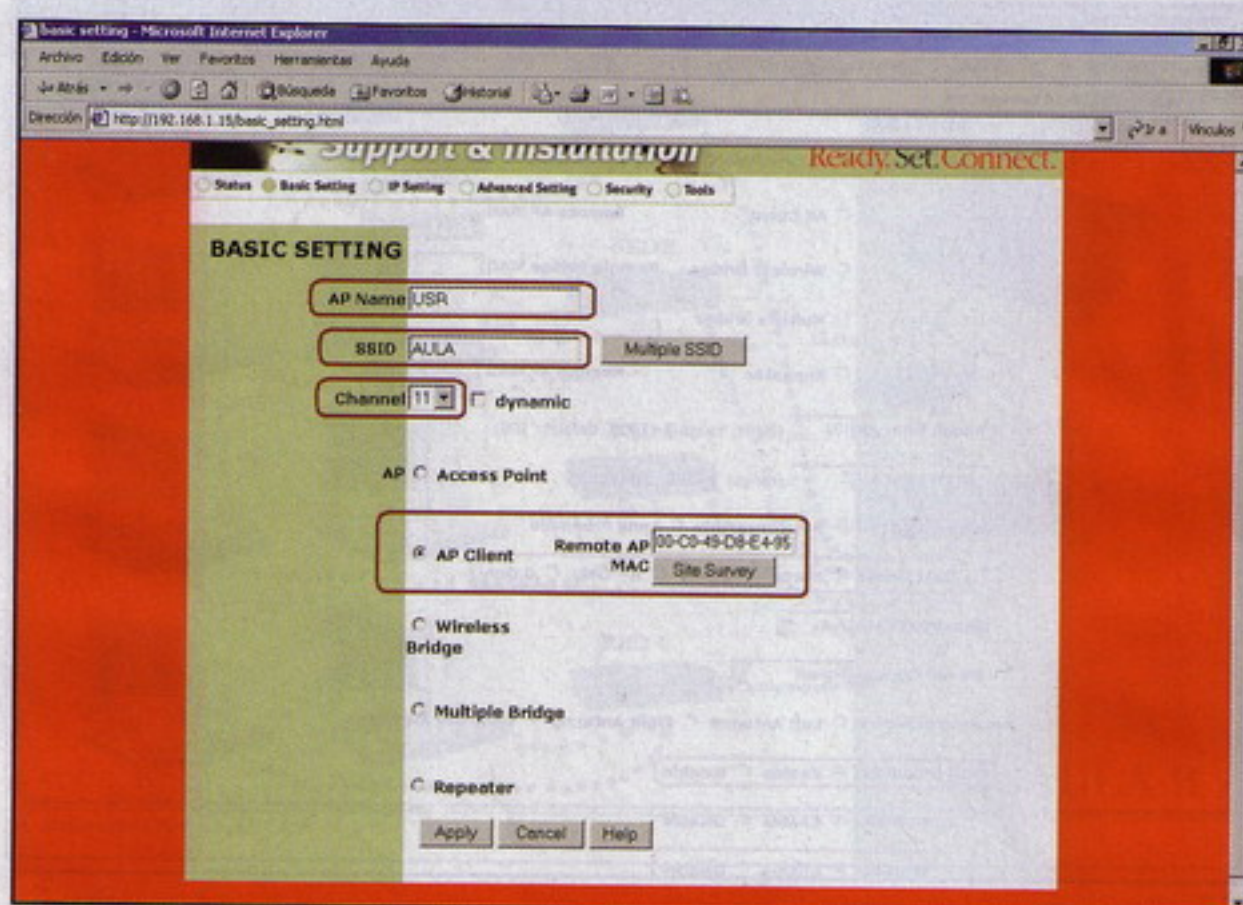 basic setting - Microsoft Internet Explorer
Archivo Edición Ver Favoritos Herramientas Ayuda
Atrás Búsqueda Favoritos Historial
Dirección http://192.168.1.15/basic_setting.html Ir a Vínculos
Support & Installation Ready. Set. Connect.
Status Basic Setting IP Setting Advanced Setting Security Tools
BASIC SETTING
AP Name USR
SSID AULA Multiple SSID
Channel 11 dynamic
AP Access Point
AP Client Remote AP MAC 00-C0-49-D8-E4-95
Site Survey
Wireless
Bridge
Multiple Bridge
Repeater
Apply Cancel Help